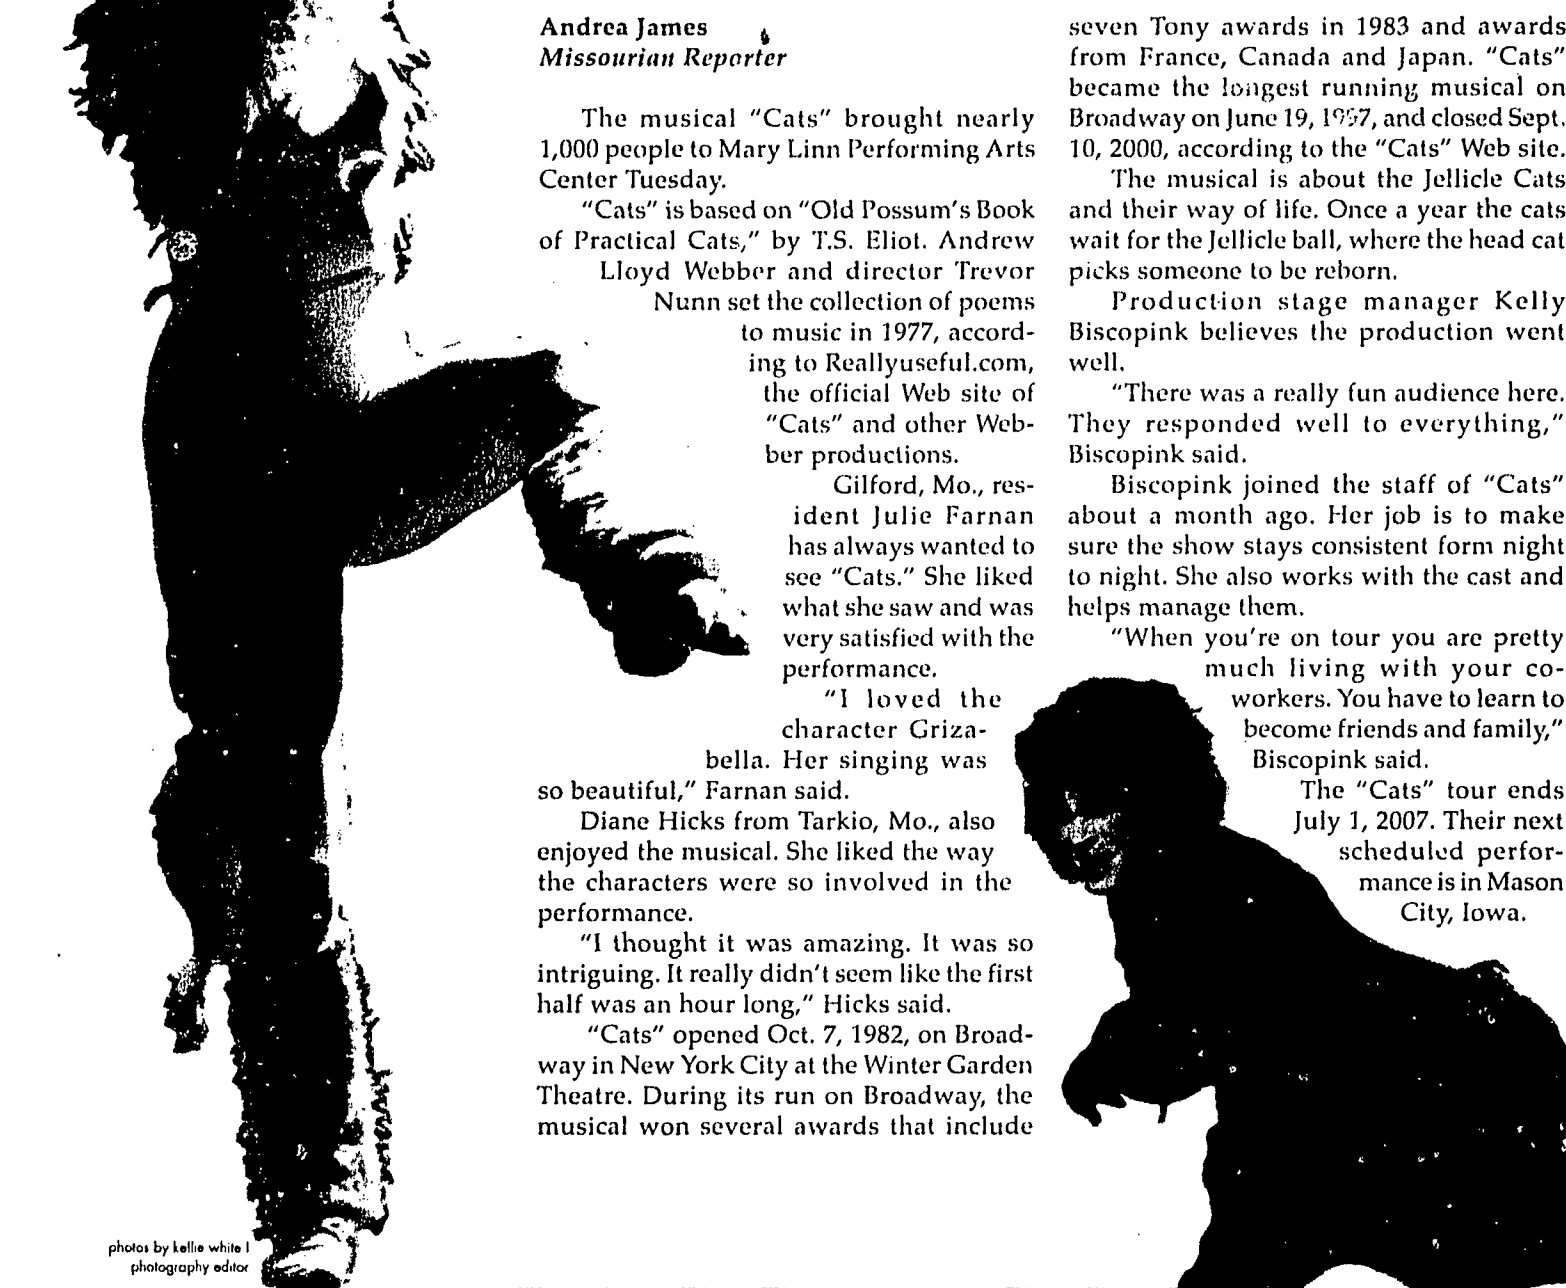 Andrea James
Missourian Reporter
The musical "Cats" brought nearly
1,000 people to Mary Linn Performing Arts
Center Tuesday.
"Cats" is based on "Old Possum's Book
of Practical Cats," by T.S. Eliot. Andrew
Lloyd Webber and director Trevor
Nunn set the collection of poems
to music in 1977, accord-
ing to Reallyuseful.com,
the official Web site of
"Cats" and other Web-
ber productions.
Gilford, Mo., res-
ident Julie Farnan
has always wanted to
see "Cats." She liked
what she saw and was
very satisfied with the
performance.
"I loved the
character Griza-
bella. Her singing was
so beautiful," Farnan said.
Diane Hicks from Tarkio, Mo., also
enjoyed the musical. She liked the way
the characters were so involved in the
performance.
"I thought it was amazing. It was so
intriguing. It really didn't seem like the first
half was an hour long," Hicks said.
"Cats" opened Oct. 7, 1982, on Broad-
way in New York City at the Winter Garden
Theatre. During its run on Broadway, the
musical won several awards that include
seven Tony awards in 1983 and awards
from France, Canada and Japan. "Cats"
became the longest running musical on
Broadway on June 19, 1997, and closed Sept.
10, 2000, according to the "Cats" Web site.
The musical is about the Jellicle Cats
and their way of life. Once a year the cats
wait for the Jellicle ball, where the head cat
picks someone to be reborn.
Production stage manager Kelly
Biscopink believes the production went
well.
"There was a really fun audience here.
They responded well to everything,"
Biscopink said.
Biscopink joined the staff of "Cats"
about a month ago. Her job is to make
sure the show stays consistent form night
to night. She also works with the cast and
helps manage them.
"When you're on tour you are pretty
much living with your co-
workers. You have to learn to
become friends and family,"
Biscopink said.
The "Cats" tour ends
July 1, 2007. Their next
scheduled perfor-
mance is in Mason
City, Iowa.
photos by kellie white |
photography editor